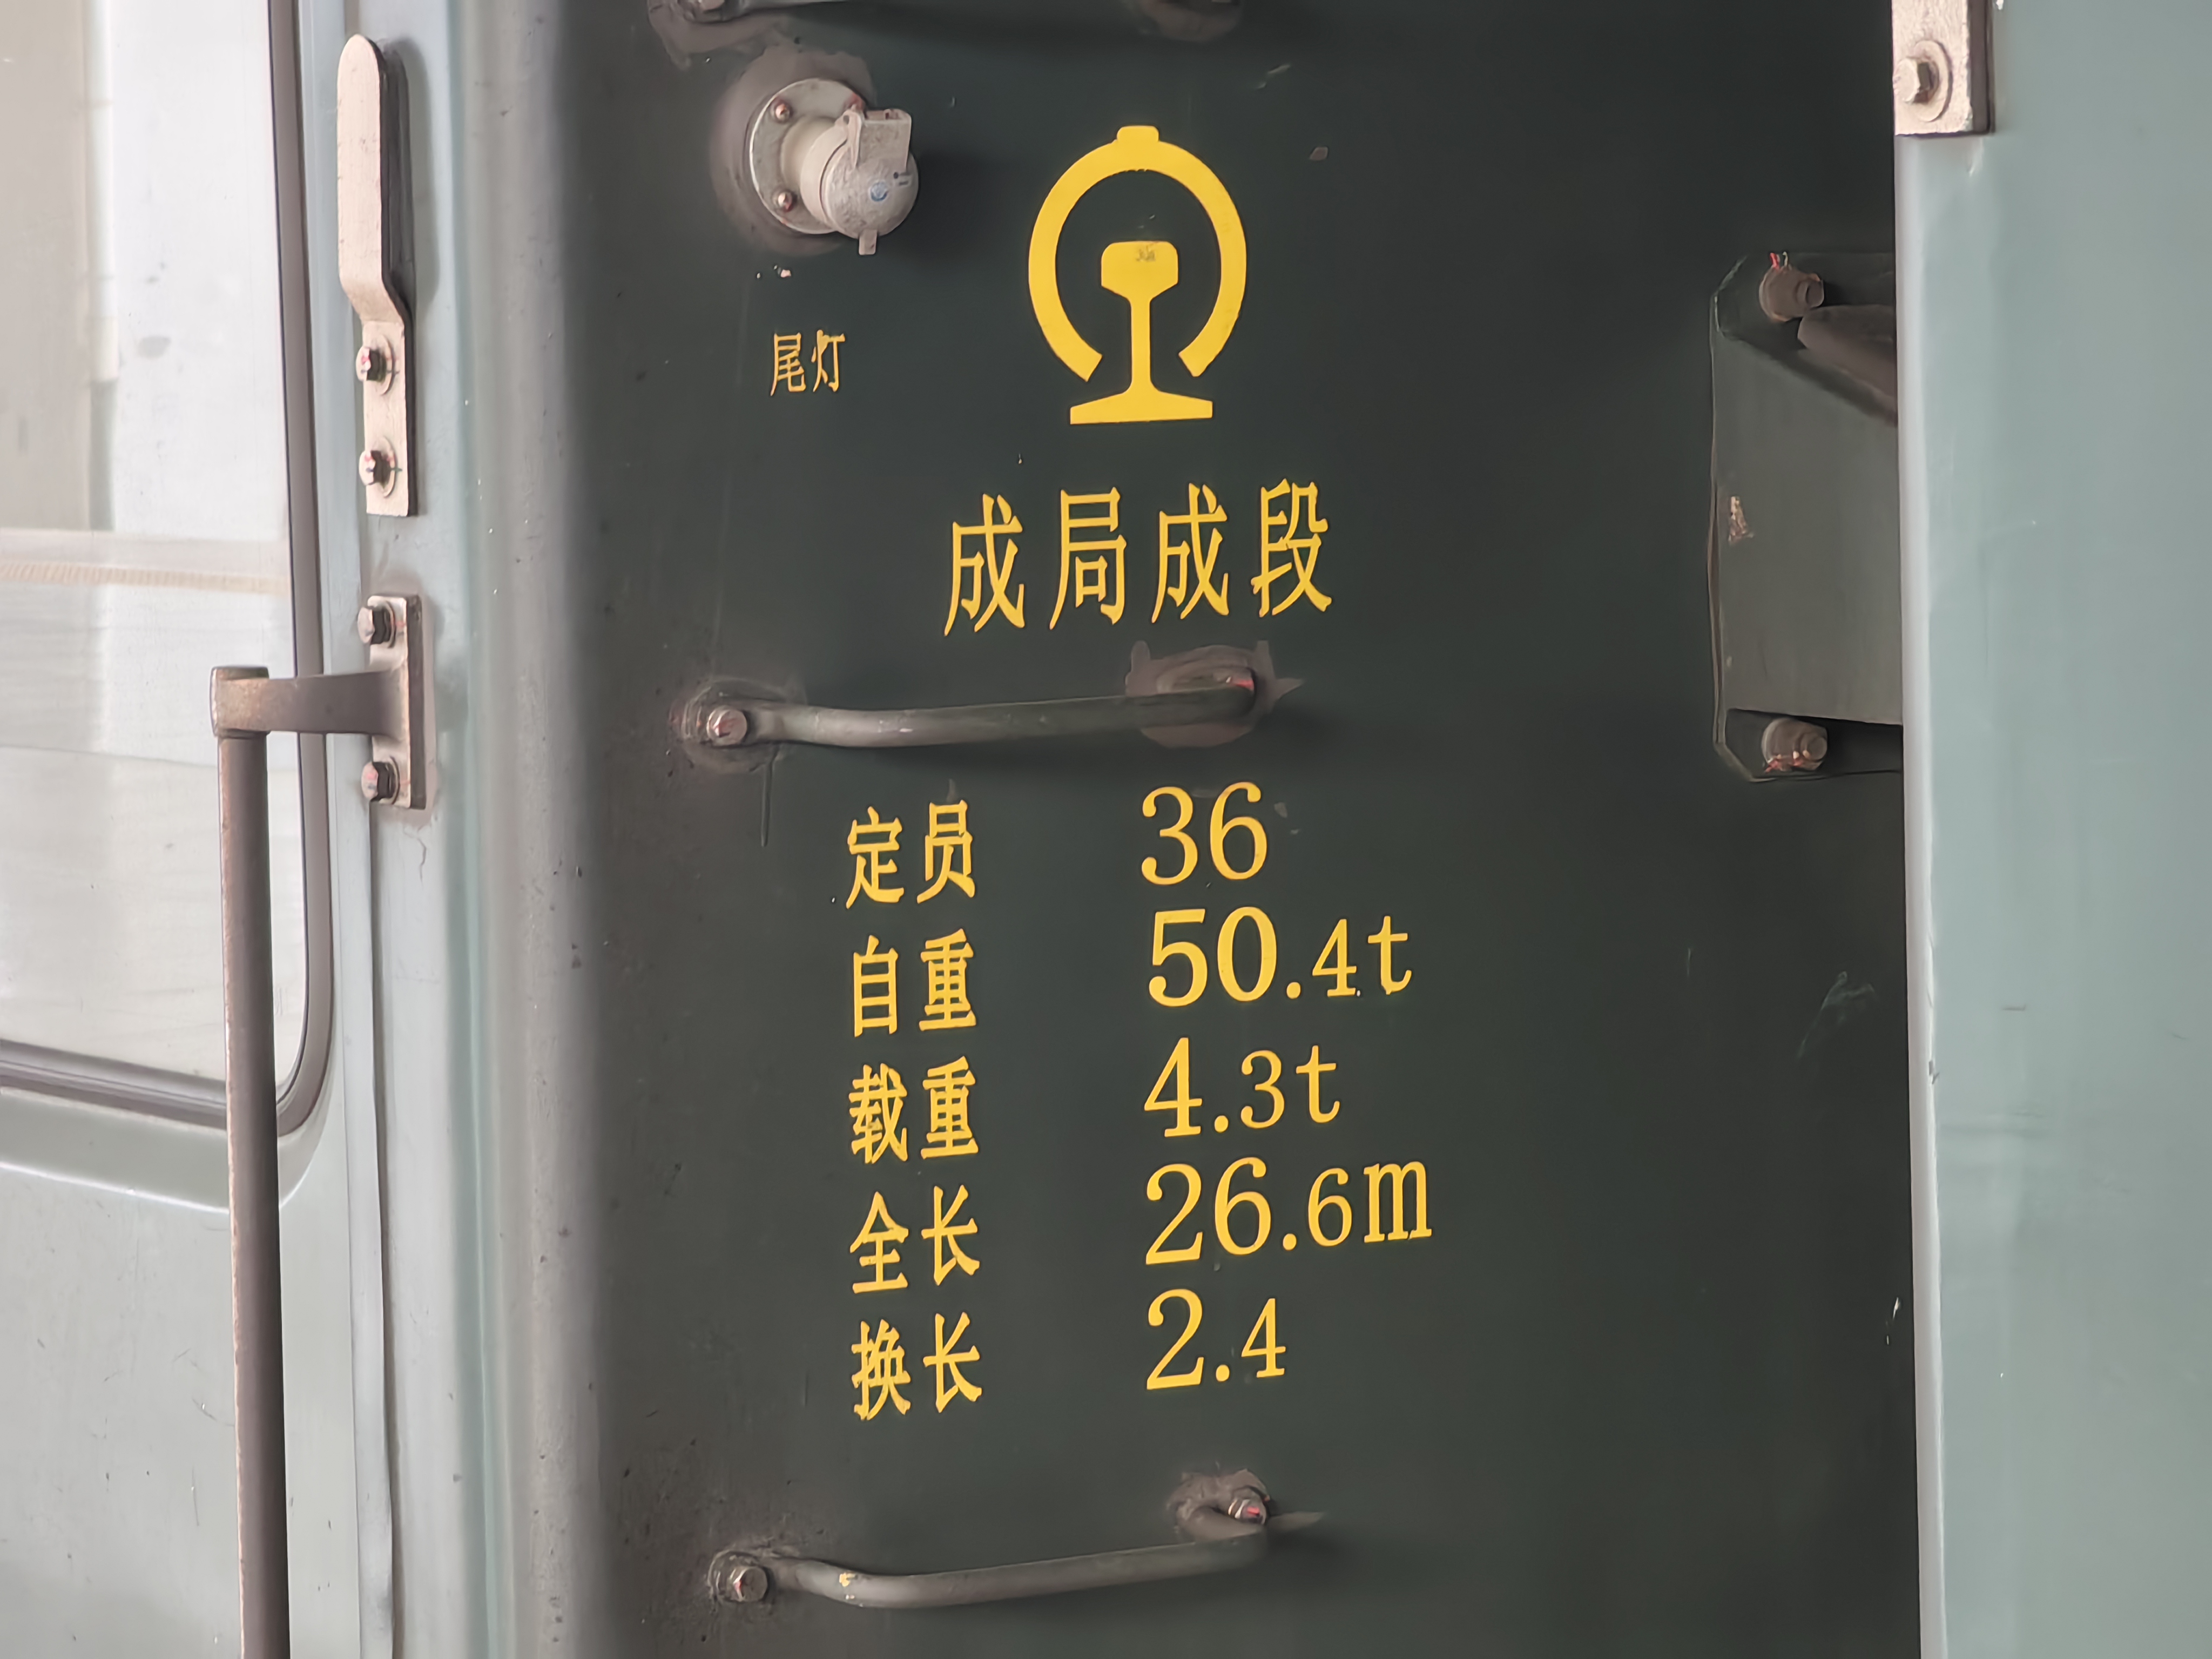 尾灯
成局成段
定员 36
自重 50.4t
载重 4.3t
全长 26.6m
换长 2.4